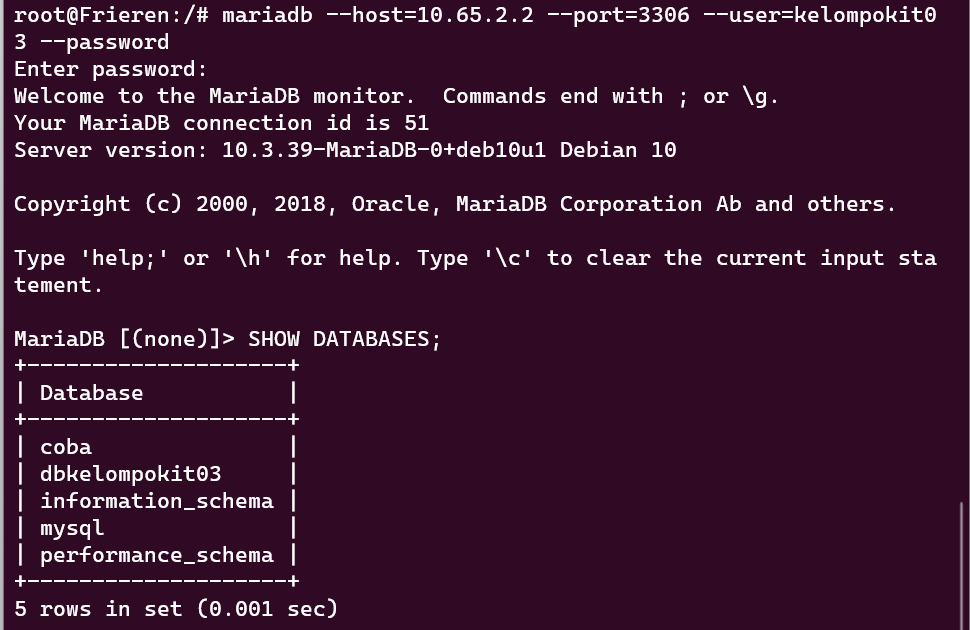 root@Frieren:/# mariadb --host=10.65.2.2 --port=3306 --user=kelompokit0
3 --password
Enter password:
Welcome to the MariaDB monitor.  Commands end with ; or \g.
Your MariaDB connection id is 51
Server version: 10.3.39-MariaDB-0+deb10u1 Debian 10

Copyright (c) 2000, 2018, Oracle, MariaDB Corporation Ab and others.

Type 'help;' or '\h' for help. Type '\c' to clear the current input sta
tement.

MariaDB [(none)]> SHOW DATABASES;
+--------------------+
| Database           |
+--------------------+
| coba               |
| dbkelompokit03     |
| information_schema |
| mysql              |
| performance_schema |
+--------------------+
5 rows in set (0.001 sec)